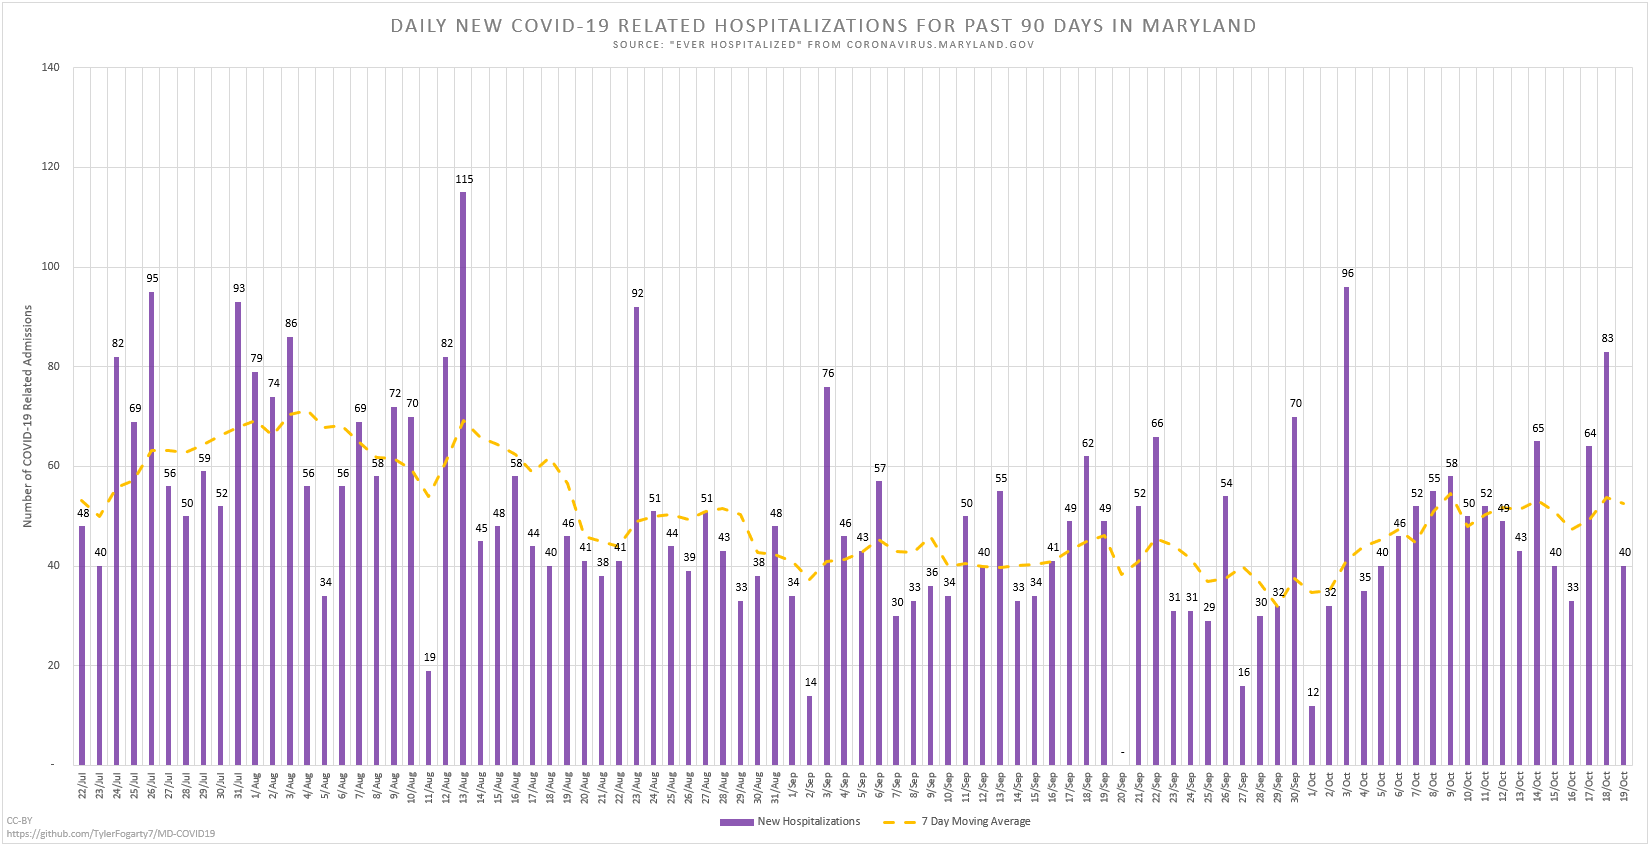 DAILY NEW COVID-19 RELATED HOSPITALIZATIONS FOR PAST 90 DAYS IN MARYLAND
SOURCE: "EVER HOSPITALIZED" FROM CORONAVIRUS.MARYLAND.GOV
Number of COVID-19 Related Admissions
140
120
100
80
60
40
20
-
48
40
82
69
95
56
50
59
52
93
79
74
86
56
34
56
69
58
72
70
19
82
115
45
48
58
44
40
46
41
38
41
92
51
44
39
51
43
33
38
48
34
14
76
46
43
57
30
33
36
34
50
40
55
33
34
41
49
62
49
-
52
66
31
31
29
54
16
30
32
70
12
32
96
35
40
46
52
55
58
50
52
49
43
65
40
33
64
83
40
22/Jul
23/Jul
24/Jul
25/Jul
26/Jul
27/Jul
28/Jul
29/Jul
30/Jul
31/Jul
1/Aug
2/Aug
3/Aug
4/Aug
5/Aug
6/Aug
7/Aug
8/Aug
9/Aug
10/Aug
11/Aug
12/Aug
13/Aug
14/Aug
15/Aug
16/Aug
17/Aug
18/Aug
19/Aug
20/Aug
21/Aug
22/Aug
23/Aug
24/Aug
25/Aug
26/Aug
27/Aug
28/Aug
29/Aug
30/Aug
31/Aug
1/Sep
2/Sep
3/Sep
4/Sep
5/Sep
6/Sep
7/Sep
8/Sep
9/Sep
10/Sep
11/Sep
12/Sep
13/Sep
14/Sep
15/Sep
16/Sep
17/Sep
18/Sep
19/Sep
20/Sep
21/Sep
22/Sep
23/Sep
24/Sep
25/Sep
26/Sep
27/Sep
28/Sep
29/Sep
30/Sep
1/Oct
2/Oct
3/Oct
4/Oct
5/Oct
6/Oct
7/Oct
8/Oct
9/Oct
10/Oct
11/Oct
12/Oct
13/Oct
14/Oct
15/Oct
16/Oct
17/Oct
18/Oct
19/Oct
New Hospitalizations
7 Day Moving Average
CC-BY
https://github.com/TylerFogarty7/MD-COVID19